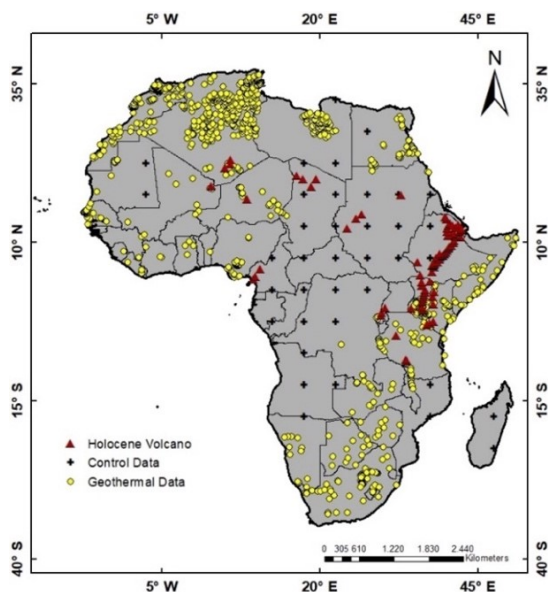 5° W 20° E 45° E
35° N
35° N
N
10° N
10° N
15° S
15° S
Holocene Volcano
Control Data
Geothermal Data
0 305 610 1.220 1.830 2.440
Kilometers
40° S
40° S
5° W 20° E 45° E